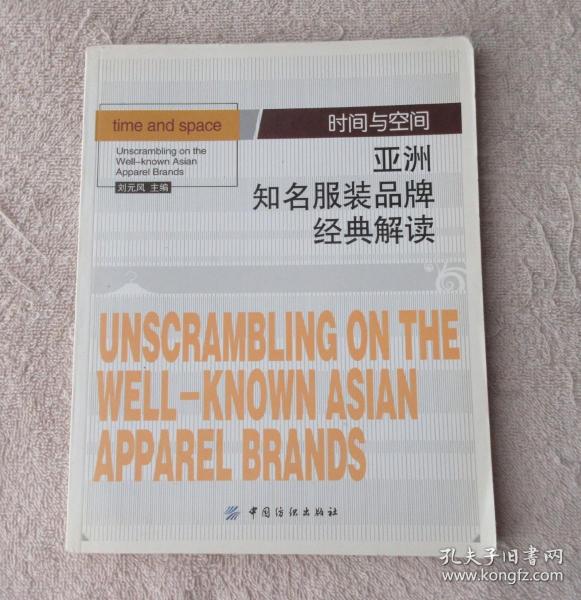 time and space
时间与空间
Unscrambling on the
Well-known Asian
Apparel Brands
刘元风 主编
亚洲
知名服装品牌
经典解读
UNSCRAMBLING ON THE
WELL-KNOWN ASIAN
APPAREL BRANDS
中国纺织出版社
孔夫子旧书网
www.kongfz.com